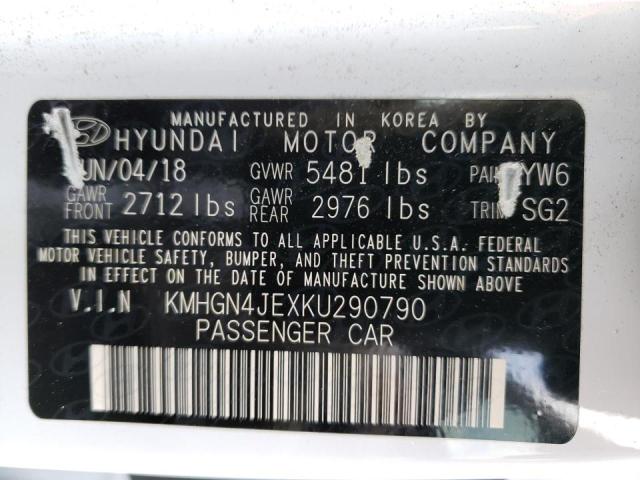 MANUFACTURED IN KOREA BY
HYUNDAI MOTOR COMPANY
JUN/04/18 GVWR 5481 lbs PAINT YW6
GAWR FRONT 2712 lbs GAWR REAR 2976 lbs TRIM SG2
THIS VEHICLE CONFORMS TO ALL APPLICABLE U.S.A. FEDERAL
MOTOR VEHICLE SAFETY, BUMPER, AND THEFT PREVENTION STANDARDS
IN EFFECT ON THE DATE OF MANUFACTURE SHOWN ABOVE
V.I.N KMHGN4JEXKU290790
PASSENGER CAR